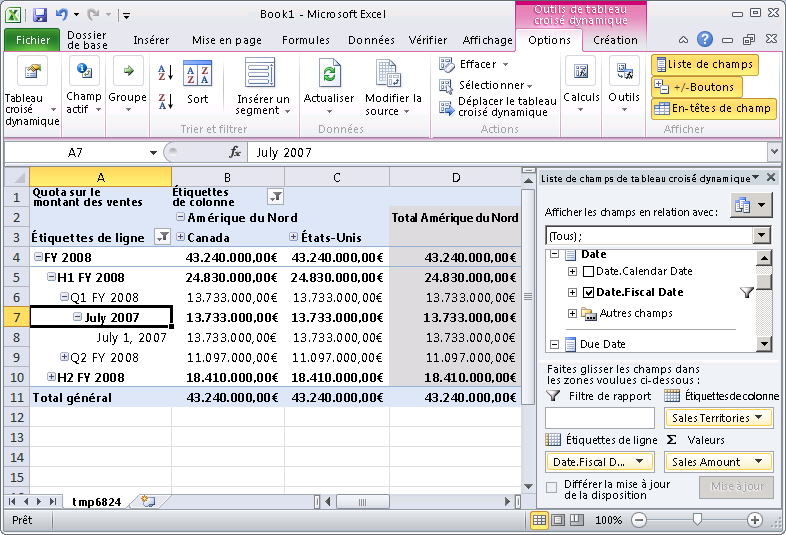 Book1 - Microsoft Excel
Outils de tableau
croisé dynamique
Fichier
Dossier
de base
Insérer
Mise en page
Formules
Données
Vérifier
Affichage
Options
Création
Tableau
croisé
dynamique
Champ
actif
Groupe
Sort
Insérer un
segment
Actualiser
Modifier la
source
Effacer
Sélectionner
Déplacer le tableau
croisé dynamique
Calculs
Outils
Liste de champs
+/-Boutons
En-têtes de champ
Trier et filtrer
Données
Actions
Afficher
A7
fx
July 2007
A B C D
1 Quota sur le
montant des ventes
Étiquettes
de colonne
2 Amérique du Nord Total Amérique du Nord
3 Étiquettes de ligne Canada États-Unis
4 FY 2008 43.240.000,00€ 43.240.000,00€ 43.240.000,00€
5 H1 FY 2008 24.830.000,00€ 24.830.000,00€ 24.830.000,00€
6 Q1 FY 2008 13.733.000,00€ 13.733.000,00€ 13.733.000,00€
7 July 2007 13.733.000,00€ 13.733.000,00€ 13.733.000,00€
8 July 1, 2007 13.733.000,00€ 13.733.000,00€ 13.733.000,00€
9 Q2 FY 2008 11.097.000,00€ 11.097.000,00€ 11.097.000,00€
10 H2 FY 2008 18.410.000,00€ 18.410.000,00€ 18.410.000,00€
11 Total général 43.240.000,00€ 43.240.000,00€ 43.240.000,00€
12
13
14
15
tmp6824
Liste de champs de tableau croisé dynamique
Afficher les champs en relation avec :
(Tous) ;
Date
Date.Calendar Date
Date.Fiscal Date
Autres champs
Due Date
Faites glisser les champs dans
les zones voulues ci-dessous :
Filtre de rapport
Étiquettes de colonne
Sales Territories
Étiquettes de ligne
Σ Valeurs
Date.Fiscal D...
Sales Amount
Différer la mise à jour
de la disposition
Mise à jour
Prêt
100%